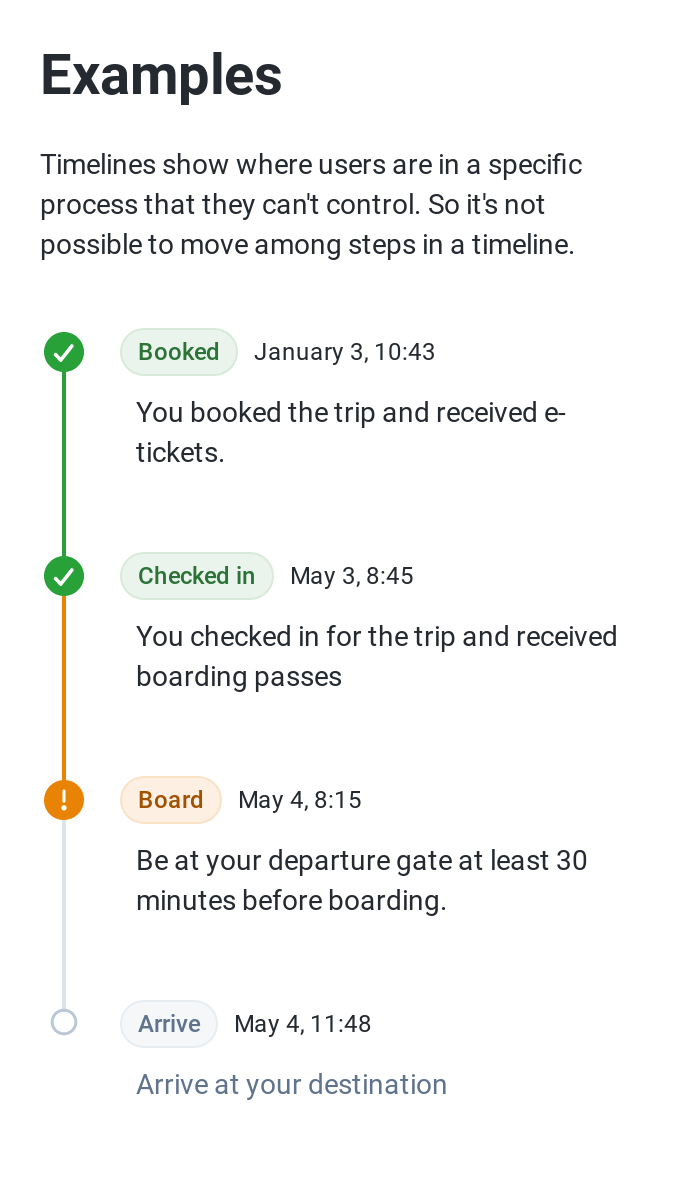 Examples
Timelines show where users are in a specific
process that they can't control. So it's not
possible to move among steps in a timeline.
Booked January 3, 10:43
You booked the trip and received e-
tickets.
Checked in May 3, 8:45
You checked in for the trip and received
boarding passes
Board May 4, 8:15
Be at your departure gate at least 30
minutes before boarding.
Arrive May 4, 11:48
Arrive at your destination